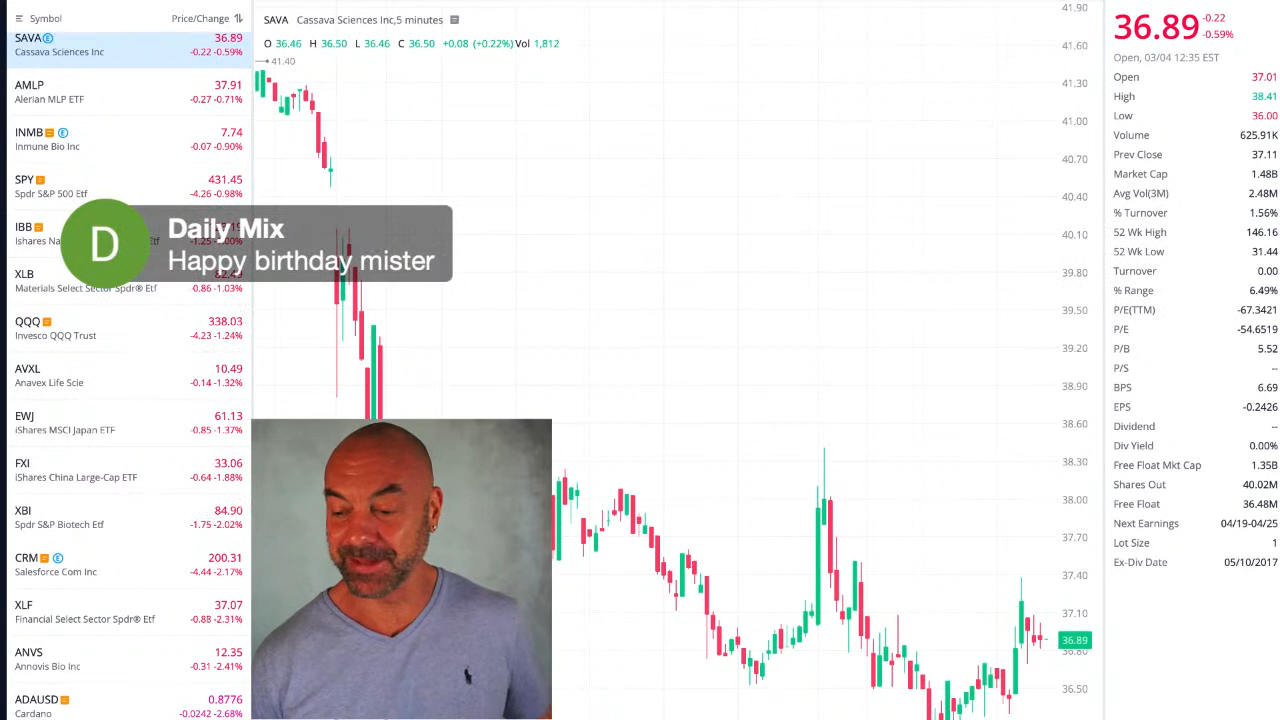 Symbol Price/Change
SAVA 36.89
Cassava Sciences Inc -0.22 -0.59%
AMLP 37.91
Alerian MLP ETF -0.27 -0.71%
INMB 7.74
Inmune Bio Inc -0.07 -0.90%
SPY 431.45
Spdr S&P 500 Etf -4.26 -0.98%
IBB
Ishares Na Etf -1.25 -1.00%
XLB 82.49
Materials Select Sector Spdr® Etf -0.86 -1.03%
QQQ 338.03
Invesco QQQ Trust -4.23 -1.24%
AVXL 10.49
Anavex Life Scie -0.14 -1.32%
EWJ 61.13
iShares MSCI Japan ETF -0.85 -1.37%
FXI 33.06
iShares China Large-Cap ETF -0.64 -1.88%
XBI 84.90
Spdr S&P Biotech Etf -1.75 -2.02%
CRM 200.31
Salesforce Com Inc -4.44 -2.17%
XLF 37.07
Financial Select Sector Spdr® Etf -0.88 -2.31%
ANVS 12.35
Annovis Bio Inc -0.31 -2.41%
ADAUSD 0.8776
Cardano -0.0242 -2.68%
D
Daily Mix
Happy birthday mister
SAVA Cassava Sciences Inc,5 minutes
O 36.46 H 36.50 L 36.46 C 36.50 +0.08 (+0.22%) Vol 1,812
41.40
41.90
41.60
41.30
41.00
40.70
40.40
40.10
39.80
39.50
39.20
38.90
38.60
38.30
38.00
37.70
37.40
37.10
36.89
36.80
36.50
36.89 -0.22
-0.59%
Open, 03/04 12:35 EST
Open 37.01
High 38.41
Low 36.00
Volume 625.91K
Prev Close 37.11
Market Cap 1.48B
Avg Vol(3M) 2.48M
% Turnover 1.56%
52 Wk High 146.16
52 Wk Low 31.44
Turnover 0.00
% Range 6.49%
P/E(TTM) -67.3421
P/E -54.6519
P/B 5.52
P/S --
BPS 6.69
EPS -0.2426
Dividend --
Div Yield 0.00%
Free Float Mkt Cap 1.35B
Shares Out 40.02M
Free Float 36.48M
Next Earnings 04/19-04/25
Lot Size 1
Ex-Div Date 05/10/2017